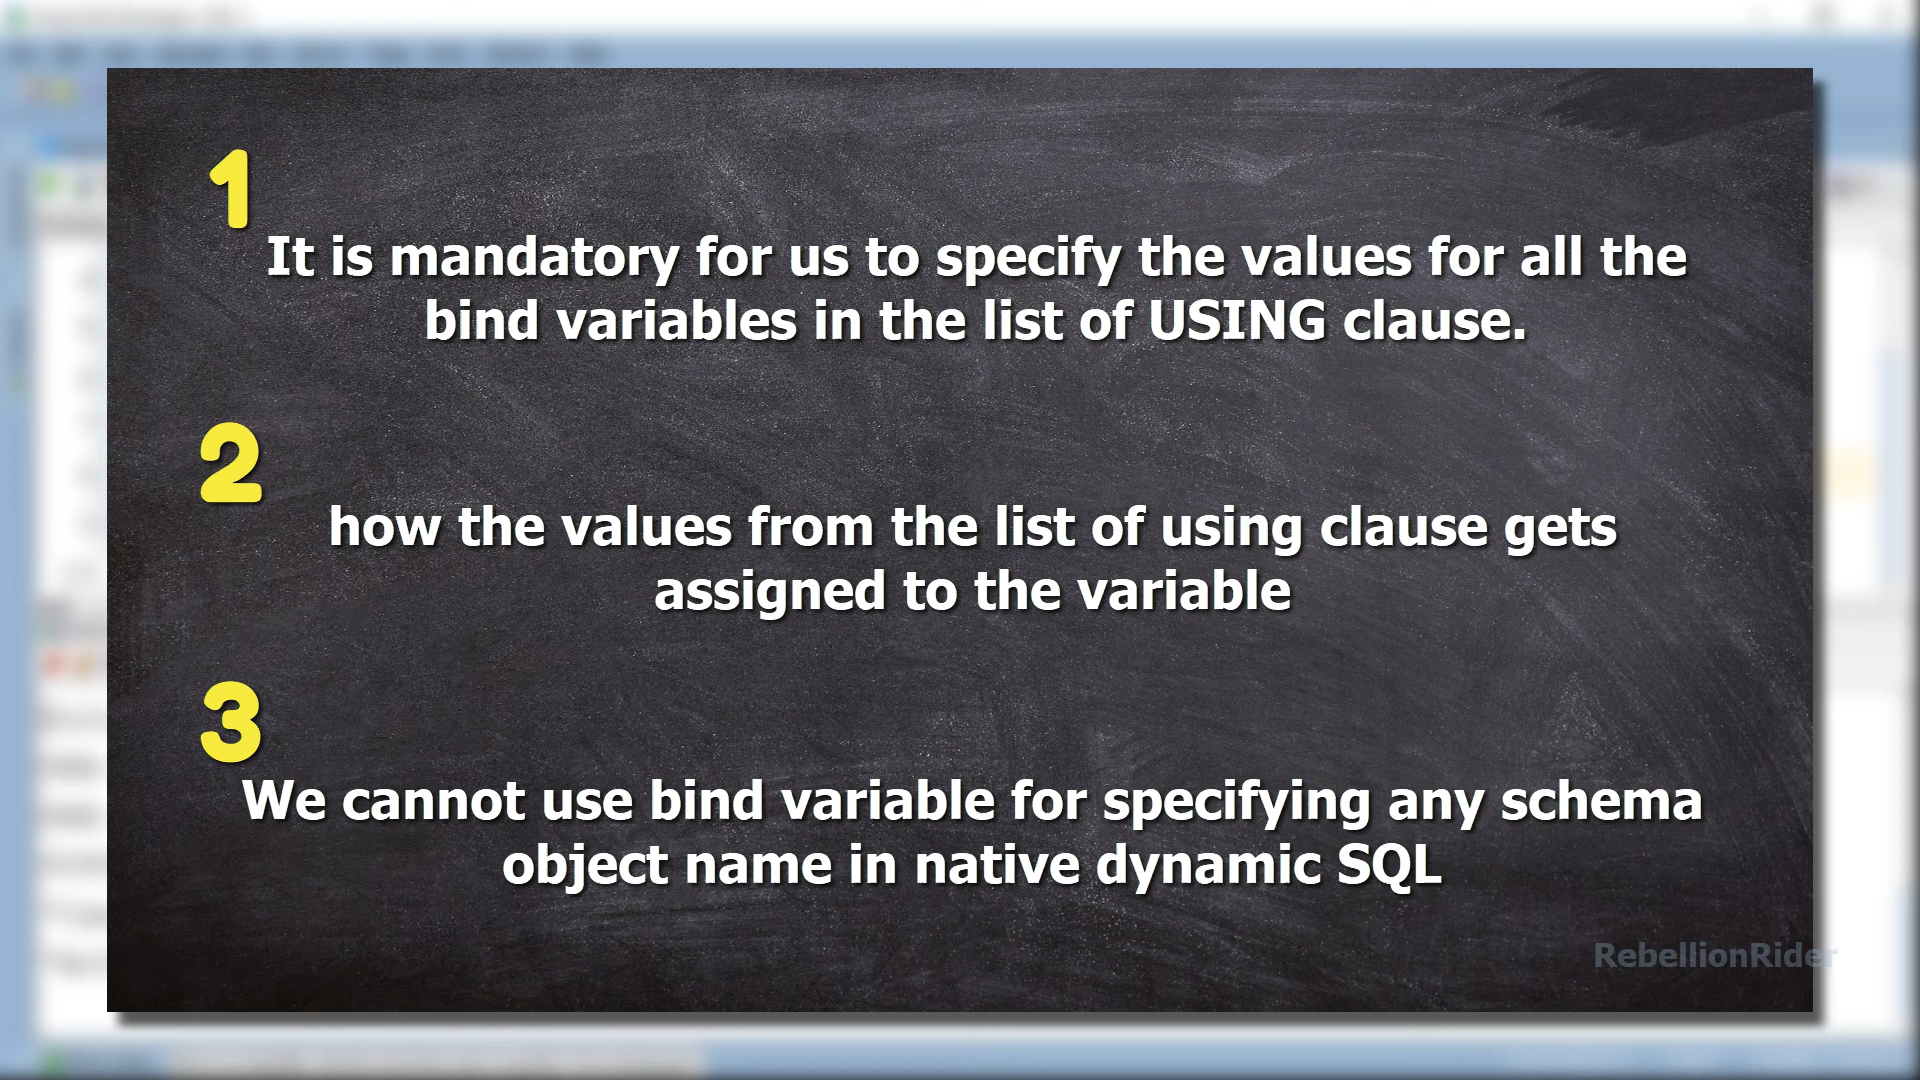 1
It is mandatory for us to specify the values for all the
bind variables in the list of USING clause.
2
how the values from the list of using clause gets
assigned to the variable
3
We cannot use bind variable for specifying any schema
object name in native dynamic SQL
RebellionRider